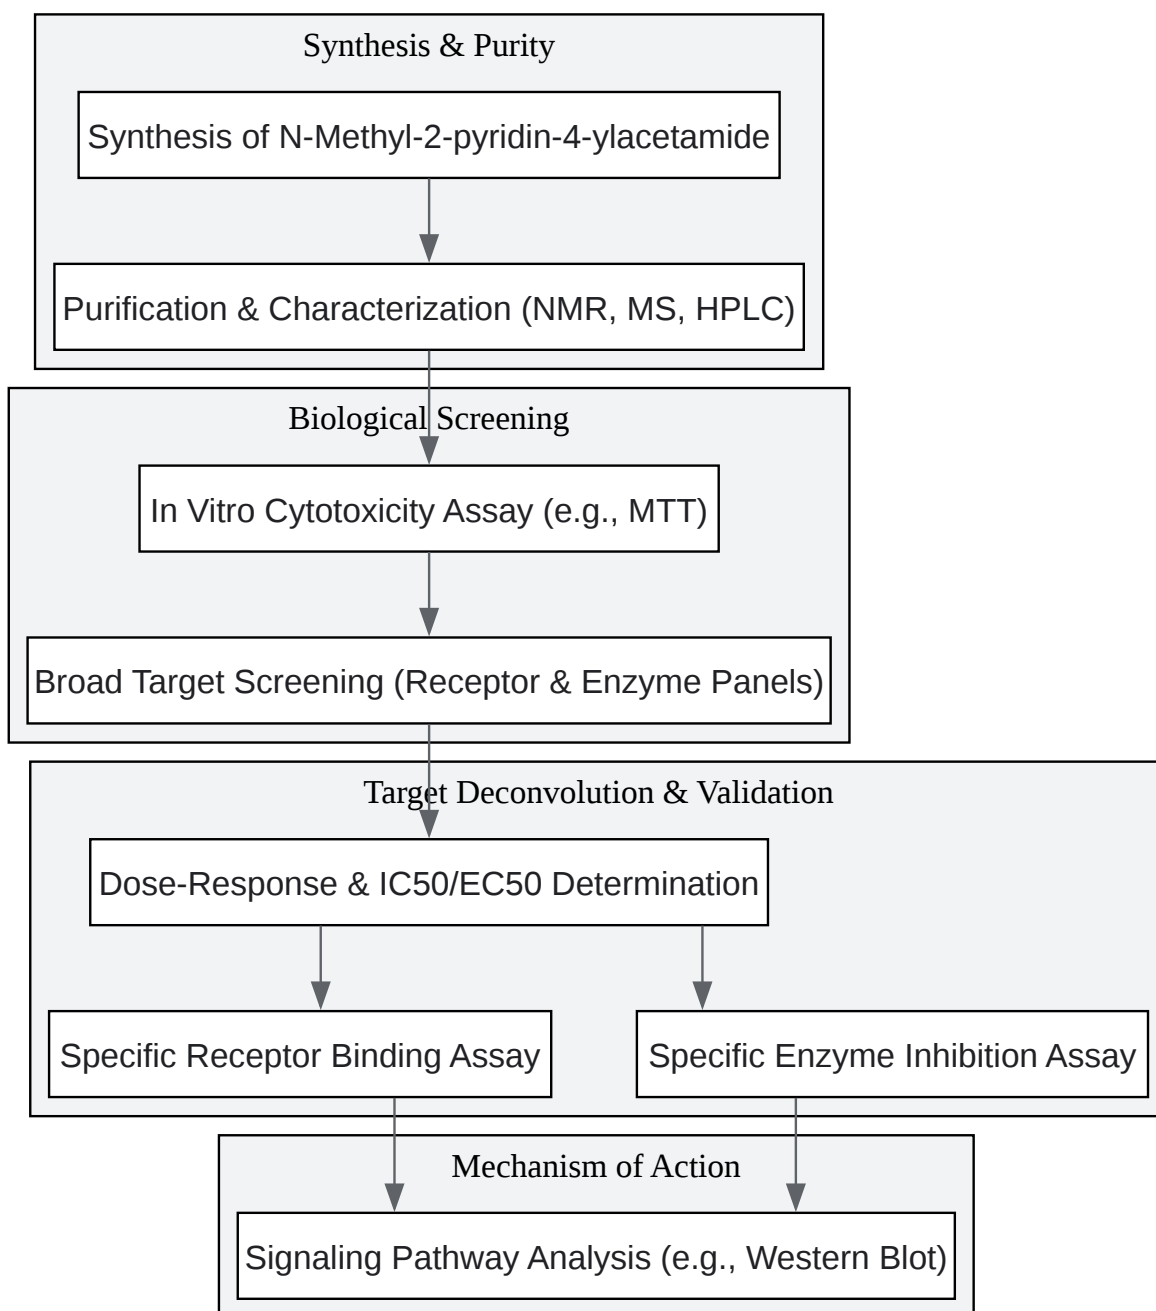 Synthesis & Purity
Synthesis of N-Methyl-2-pyridin-4-ylacetamide
Purification & Characterization (NMR, MS, HPLC)
Biological Screening
In Vitro Cytotoxicity Assay (e.g., MTT)
Broad Target Screening (Receptor & Enzyme Panels)
Target Deconvolution & Validation
Dose-Response & IC50/EC50 Determination
Specific Receptor Binding Assay
Specific Enzyme Inhibition Assay
Mechanism of Action
Signaling Pathway Analysis (e.g., Western Blot)